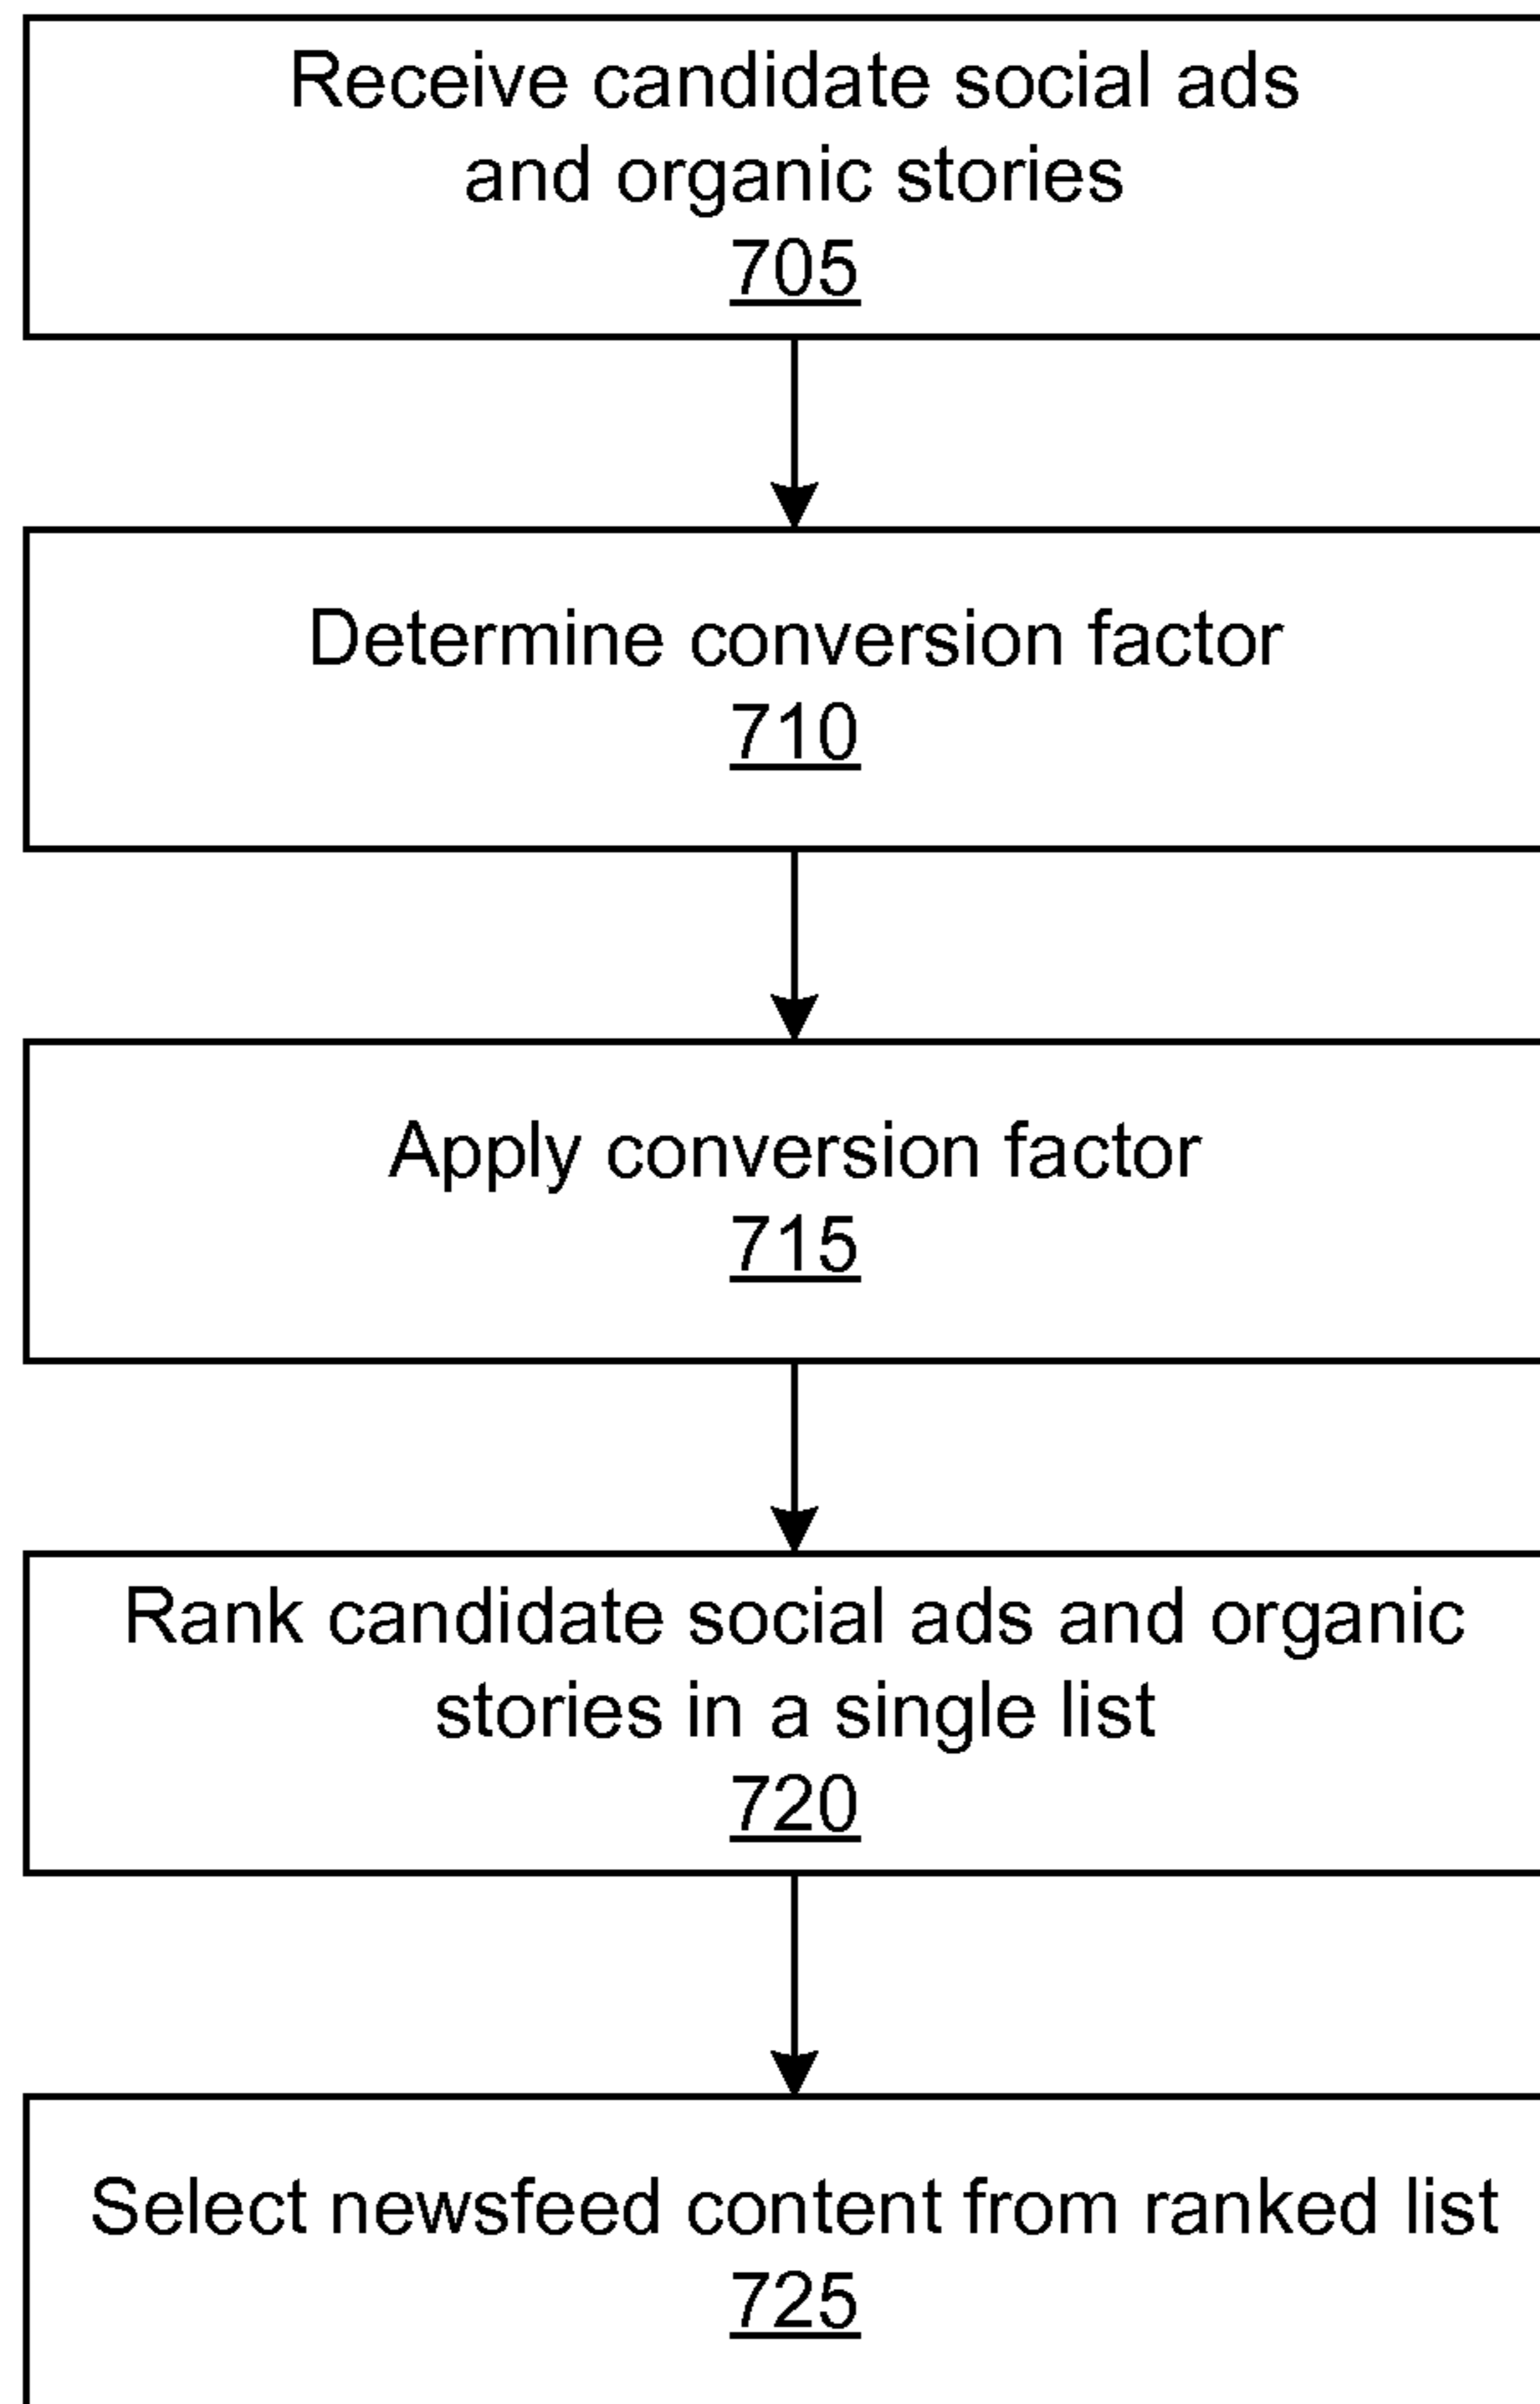 Receive candidate social ads
and organic stories
705
Determine conversion factor
710
Apply conversion factor
715
Rank candidate social ads and organic
stories in a single list
720
Select newsfeed content from ranked list
725